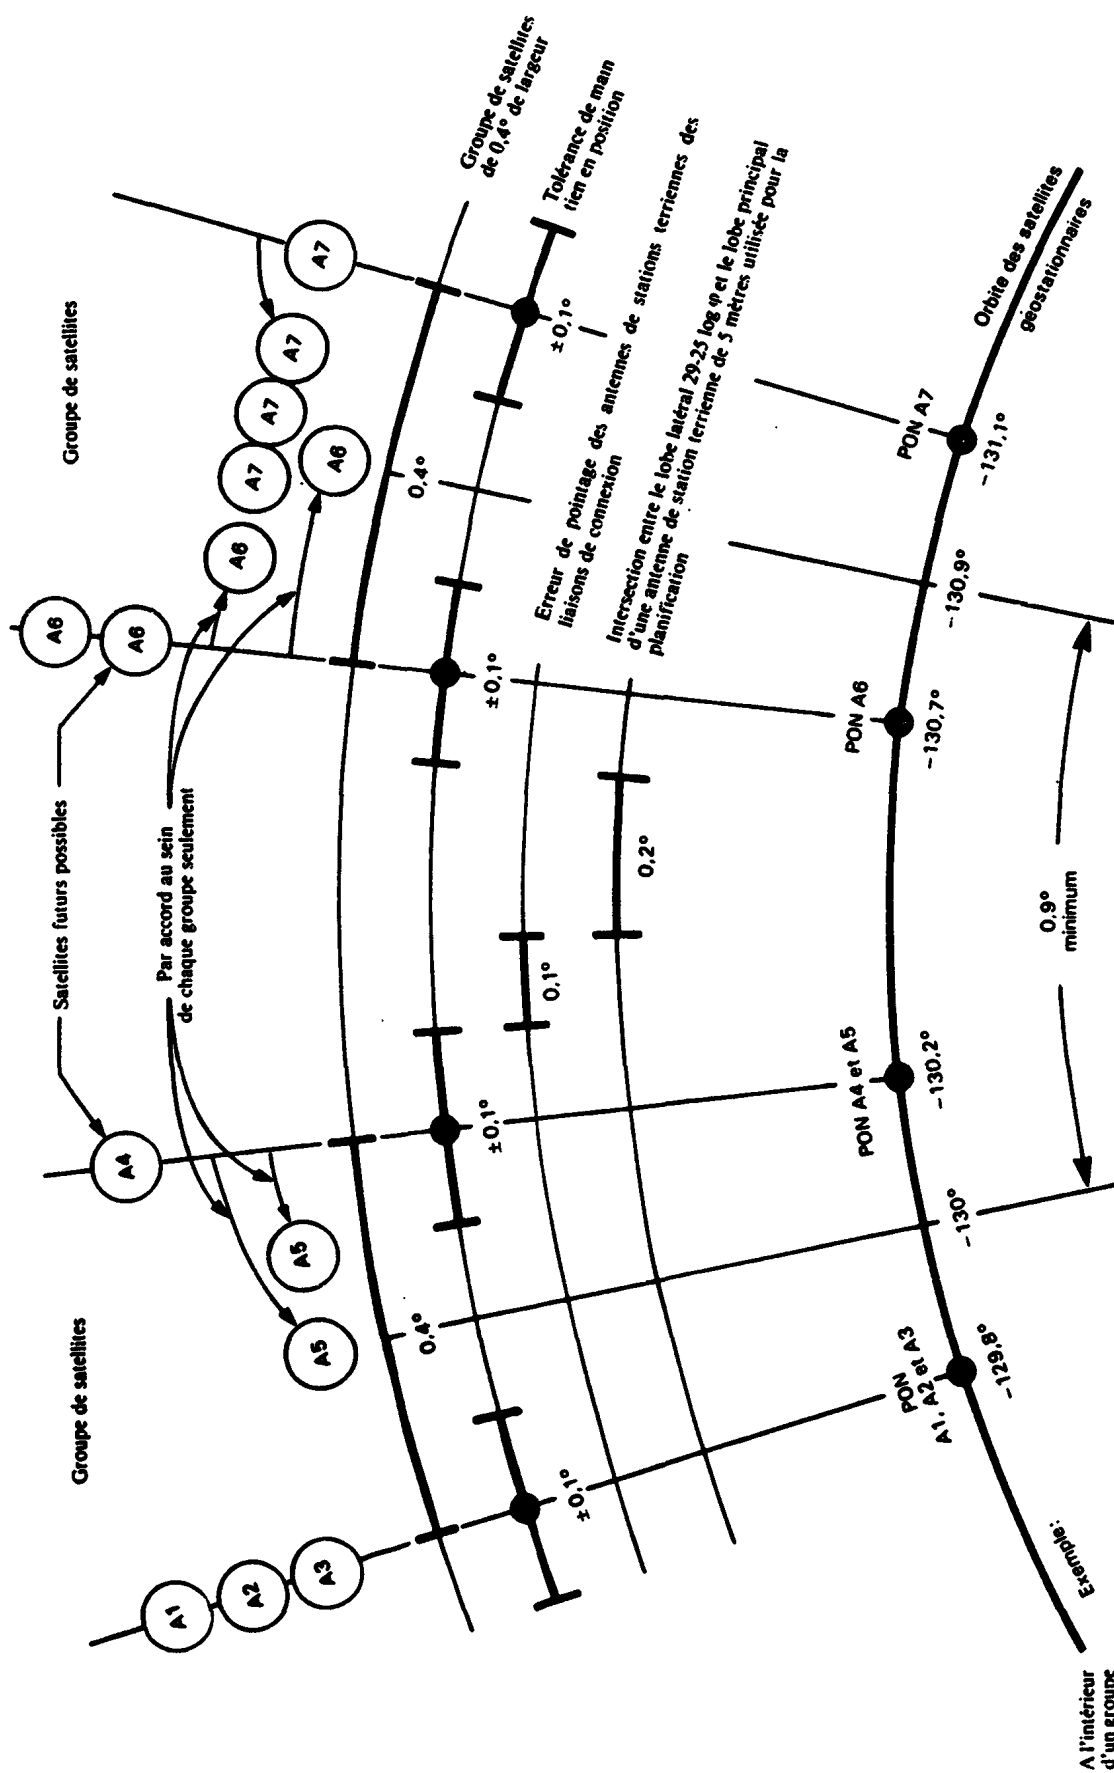 Groupe de satellites
Groupe de satellites
Satellites futurs possibles
Par accord au sein
de chaque groupe seulement
A1
A2
A3
A4
A5
A5
A6
A6
A6
A6
A7
A7
A7
A7
Groupe de satellites
de 0,4° de largeur
0,4°
0,4°
Tolérance de main
tien en position
±0,1°
±0,1°
±0,1°
±0,1°
Erreur de pointage des antennes de stations terriennes des
liaisons de connexion
0,1°
Intersection entre le lobe latéral 29-25 log φ et le lobe principal
d'une antenne de station terrienne de 5 mètres utilisée pour la
planification
0,2°
PON
A1, A2 et A3
PON A4 et A5
PON A6
PON A7
Orbite des satellites
géostationnaires
-129,8°
-130°
-130,2°
-130,7°
-130,9°
-131,1°
0,9°
minimum
Exemple:
A l'intérieur
d'un groupe